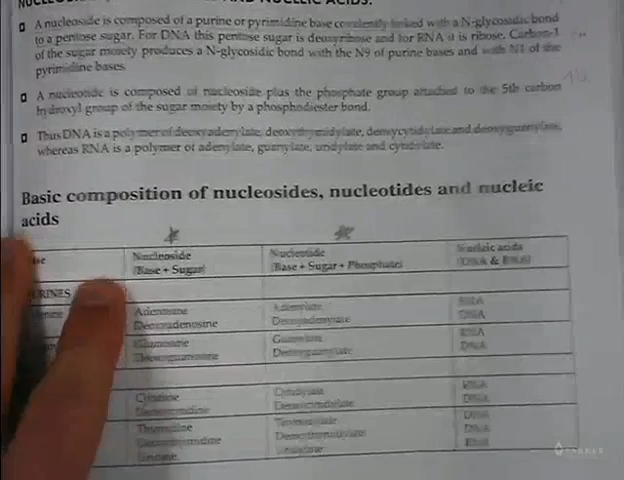 NUCLEIC ACIDS:
A nucleoside is composed of a purine or pyrimidine base covalently linked with a N-glycosidic bond
to a pentose sugar. For DNA this pentose sugar is deoxyribose and for RNA it is ribose. Carbon-1
of the sugar moiety produces a N-glycosidic bond with the N9 of purine bases and with N1 of the
pyrimidine bases
A nucleotide is composed of nucleoside plus the phosphate group attached to the 5th carbon
hydroxyl group of the sugar moiety by a phosphodiester bond.
Thus DNA is a polymer of deoxyadenylate, deoxythymidylate, deoxycytidylate and deoxyguanylate,
whereas RNA is a polymer of adenylate, guanylate, uridylate and cytidylate.
Basic composition of nucleosides, nucleotides and nucleic
acids
Nucleoside Nucleotide Nucleic acids
(Base + Sugar) (Base + Sugar + Phosphate) (DNA & RNA)
Adenosine Adenylate RNA
Deoxyadenosine Deoxyadenylate DNA
Guanosine Guanylate RNA
Deoxyguanosine Deoxyguanylate DNA
Cytidine Cytidylate RNA
Deoxycytidine Deoxycytidylate DNA
Thymidine DNA
Deoxythymidine Deoxythymidylate DNA
Uridine Uridylate RNA